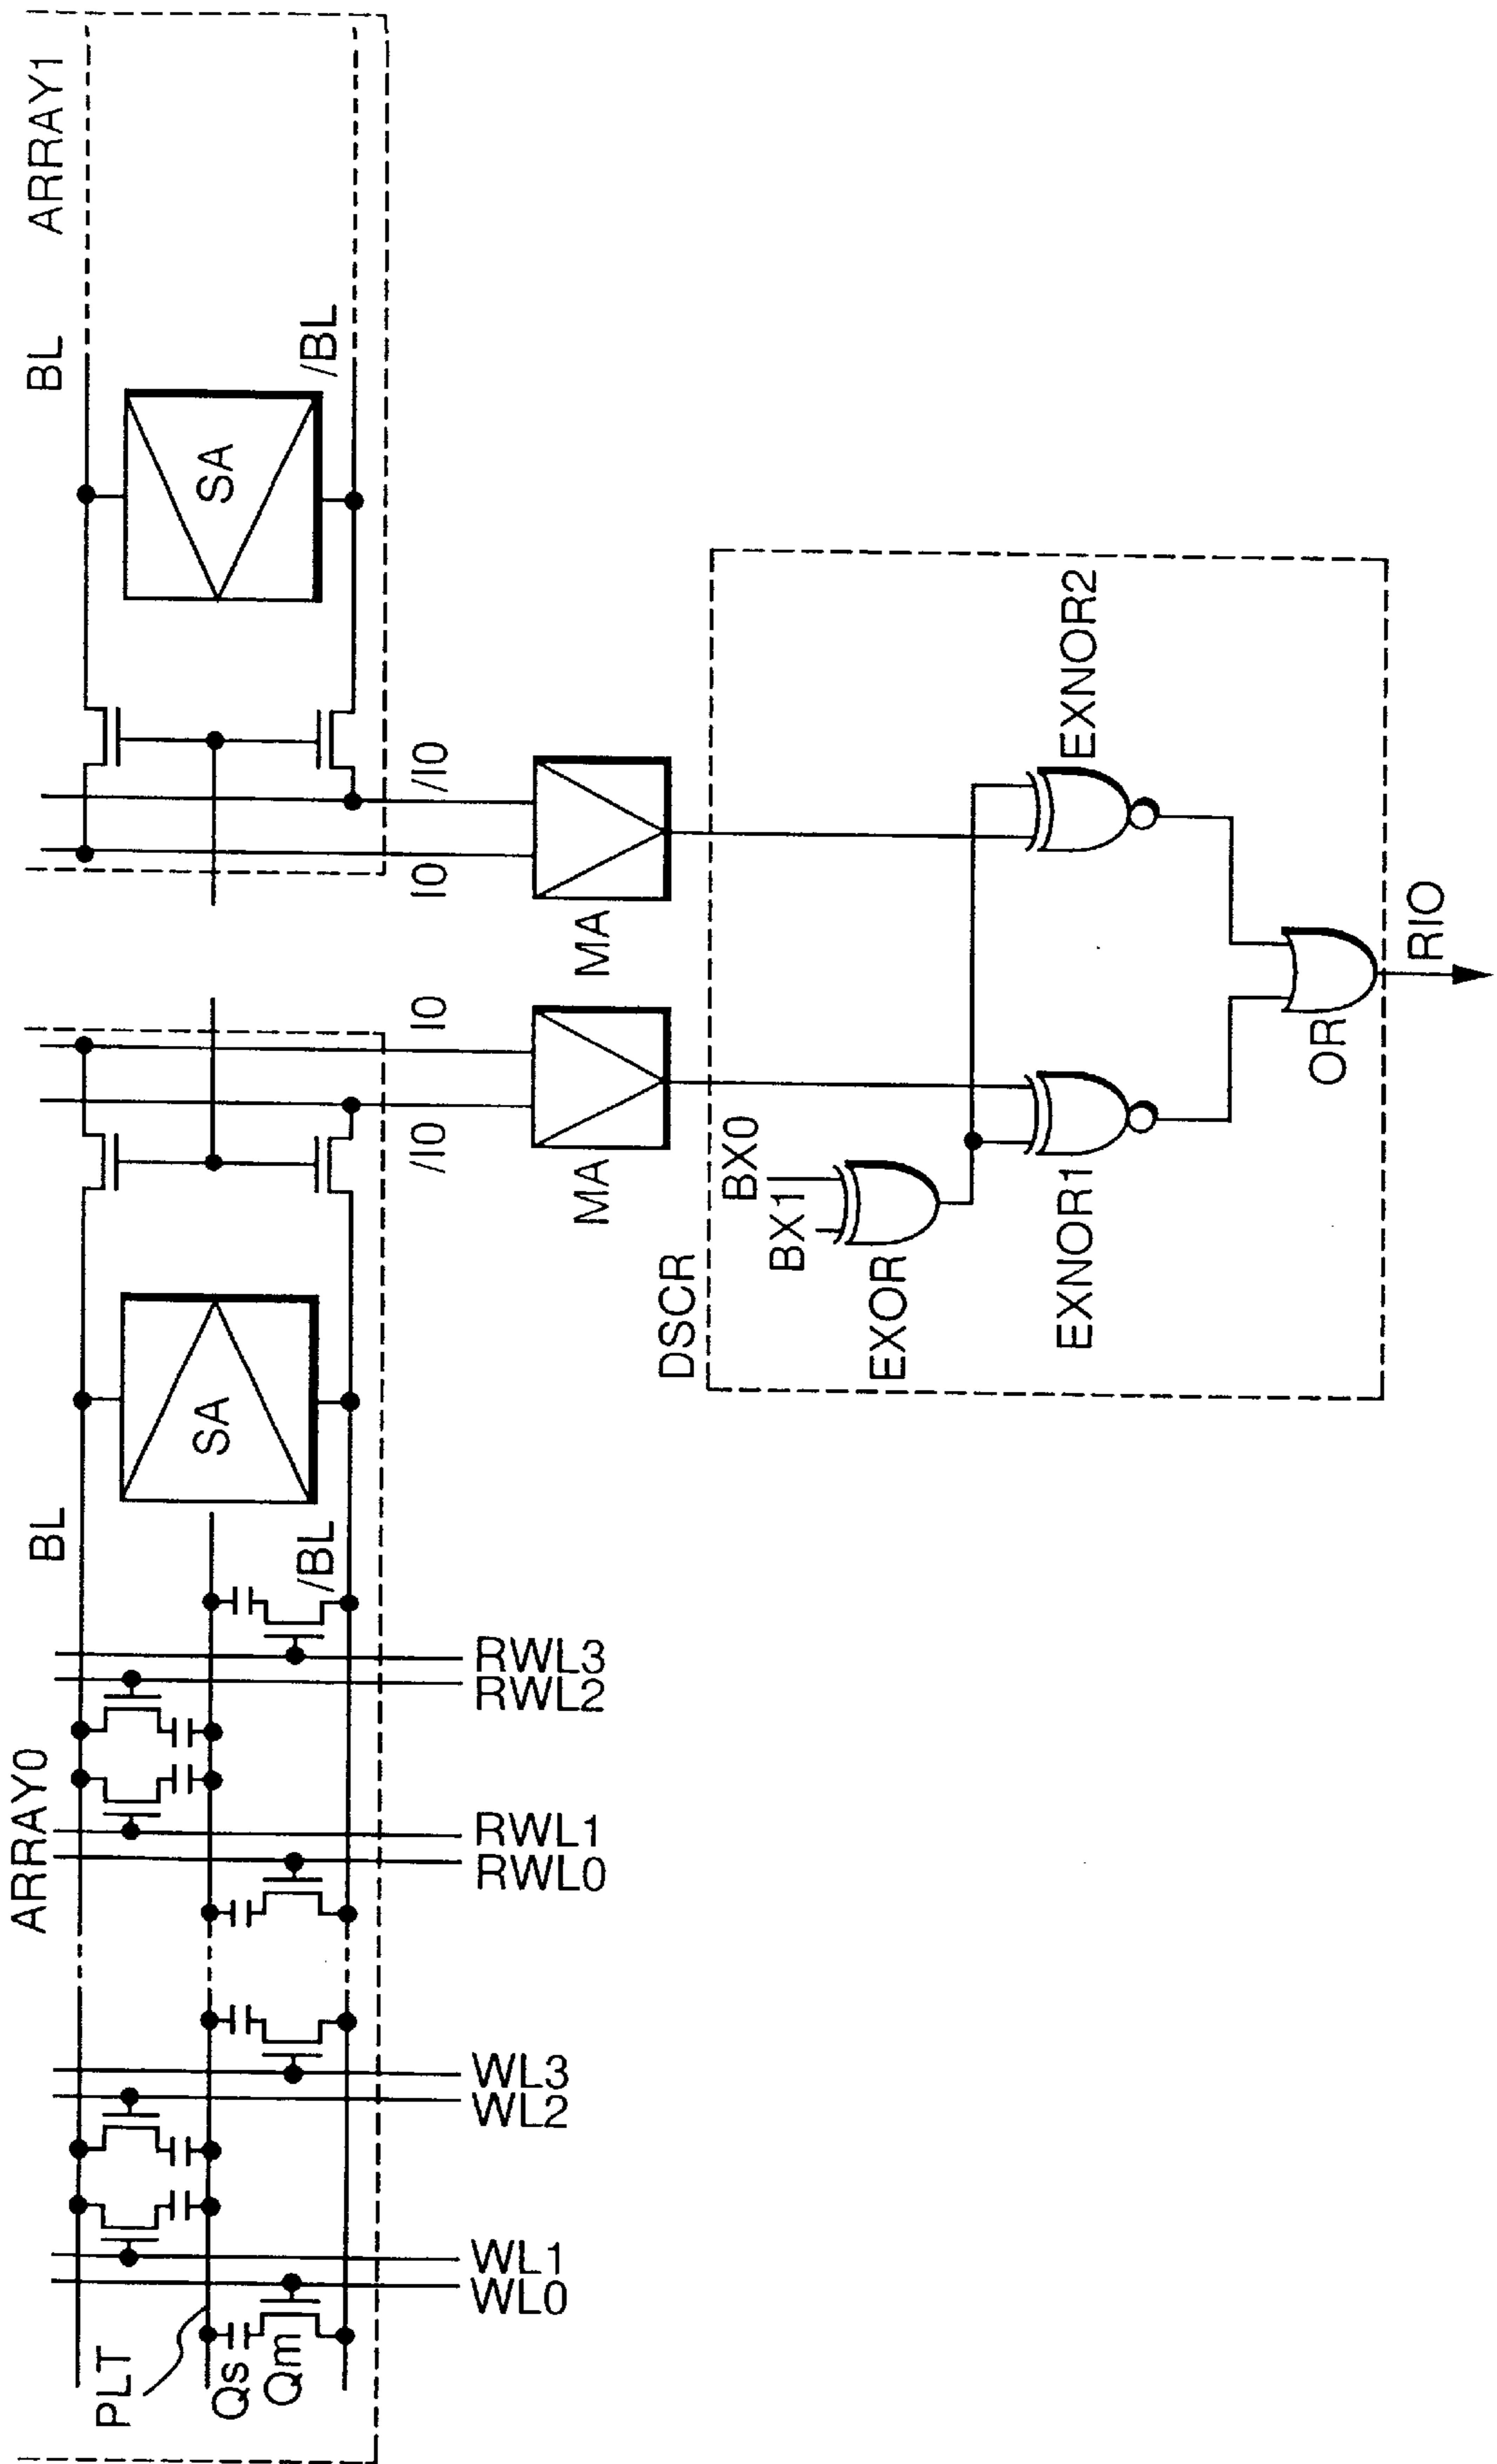 ARRAY0
ARRAY1
BL
BL
PLT
Qs
Qm
SA
SA
/BL
/BL
WL0
WL1
WL2
WL3
RWL0
RWL1
RWL2
RWL3
/IO
IO
IO
/IO
MA
MA
DSCR
BX1
BX0
EXOR
EXNOR1
EXNOR2
OR
RIO